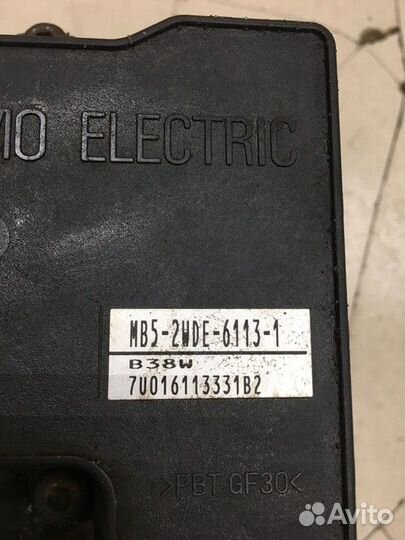 MO ELECTRIC
MB5-2WDE-6113-1
B38W
7U016113331B2
>PBT GF30<
Avito